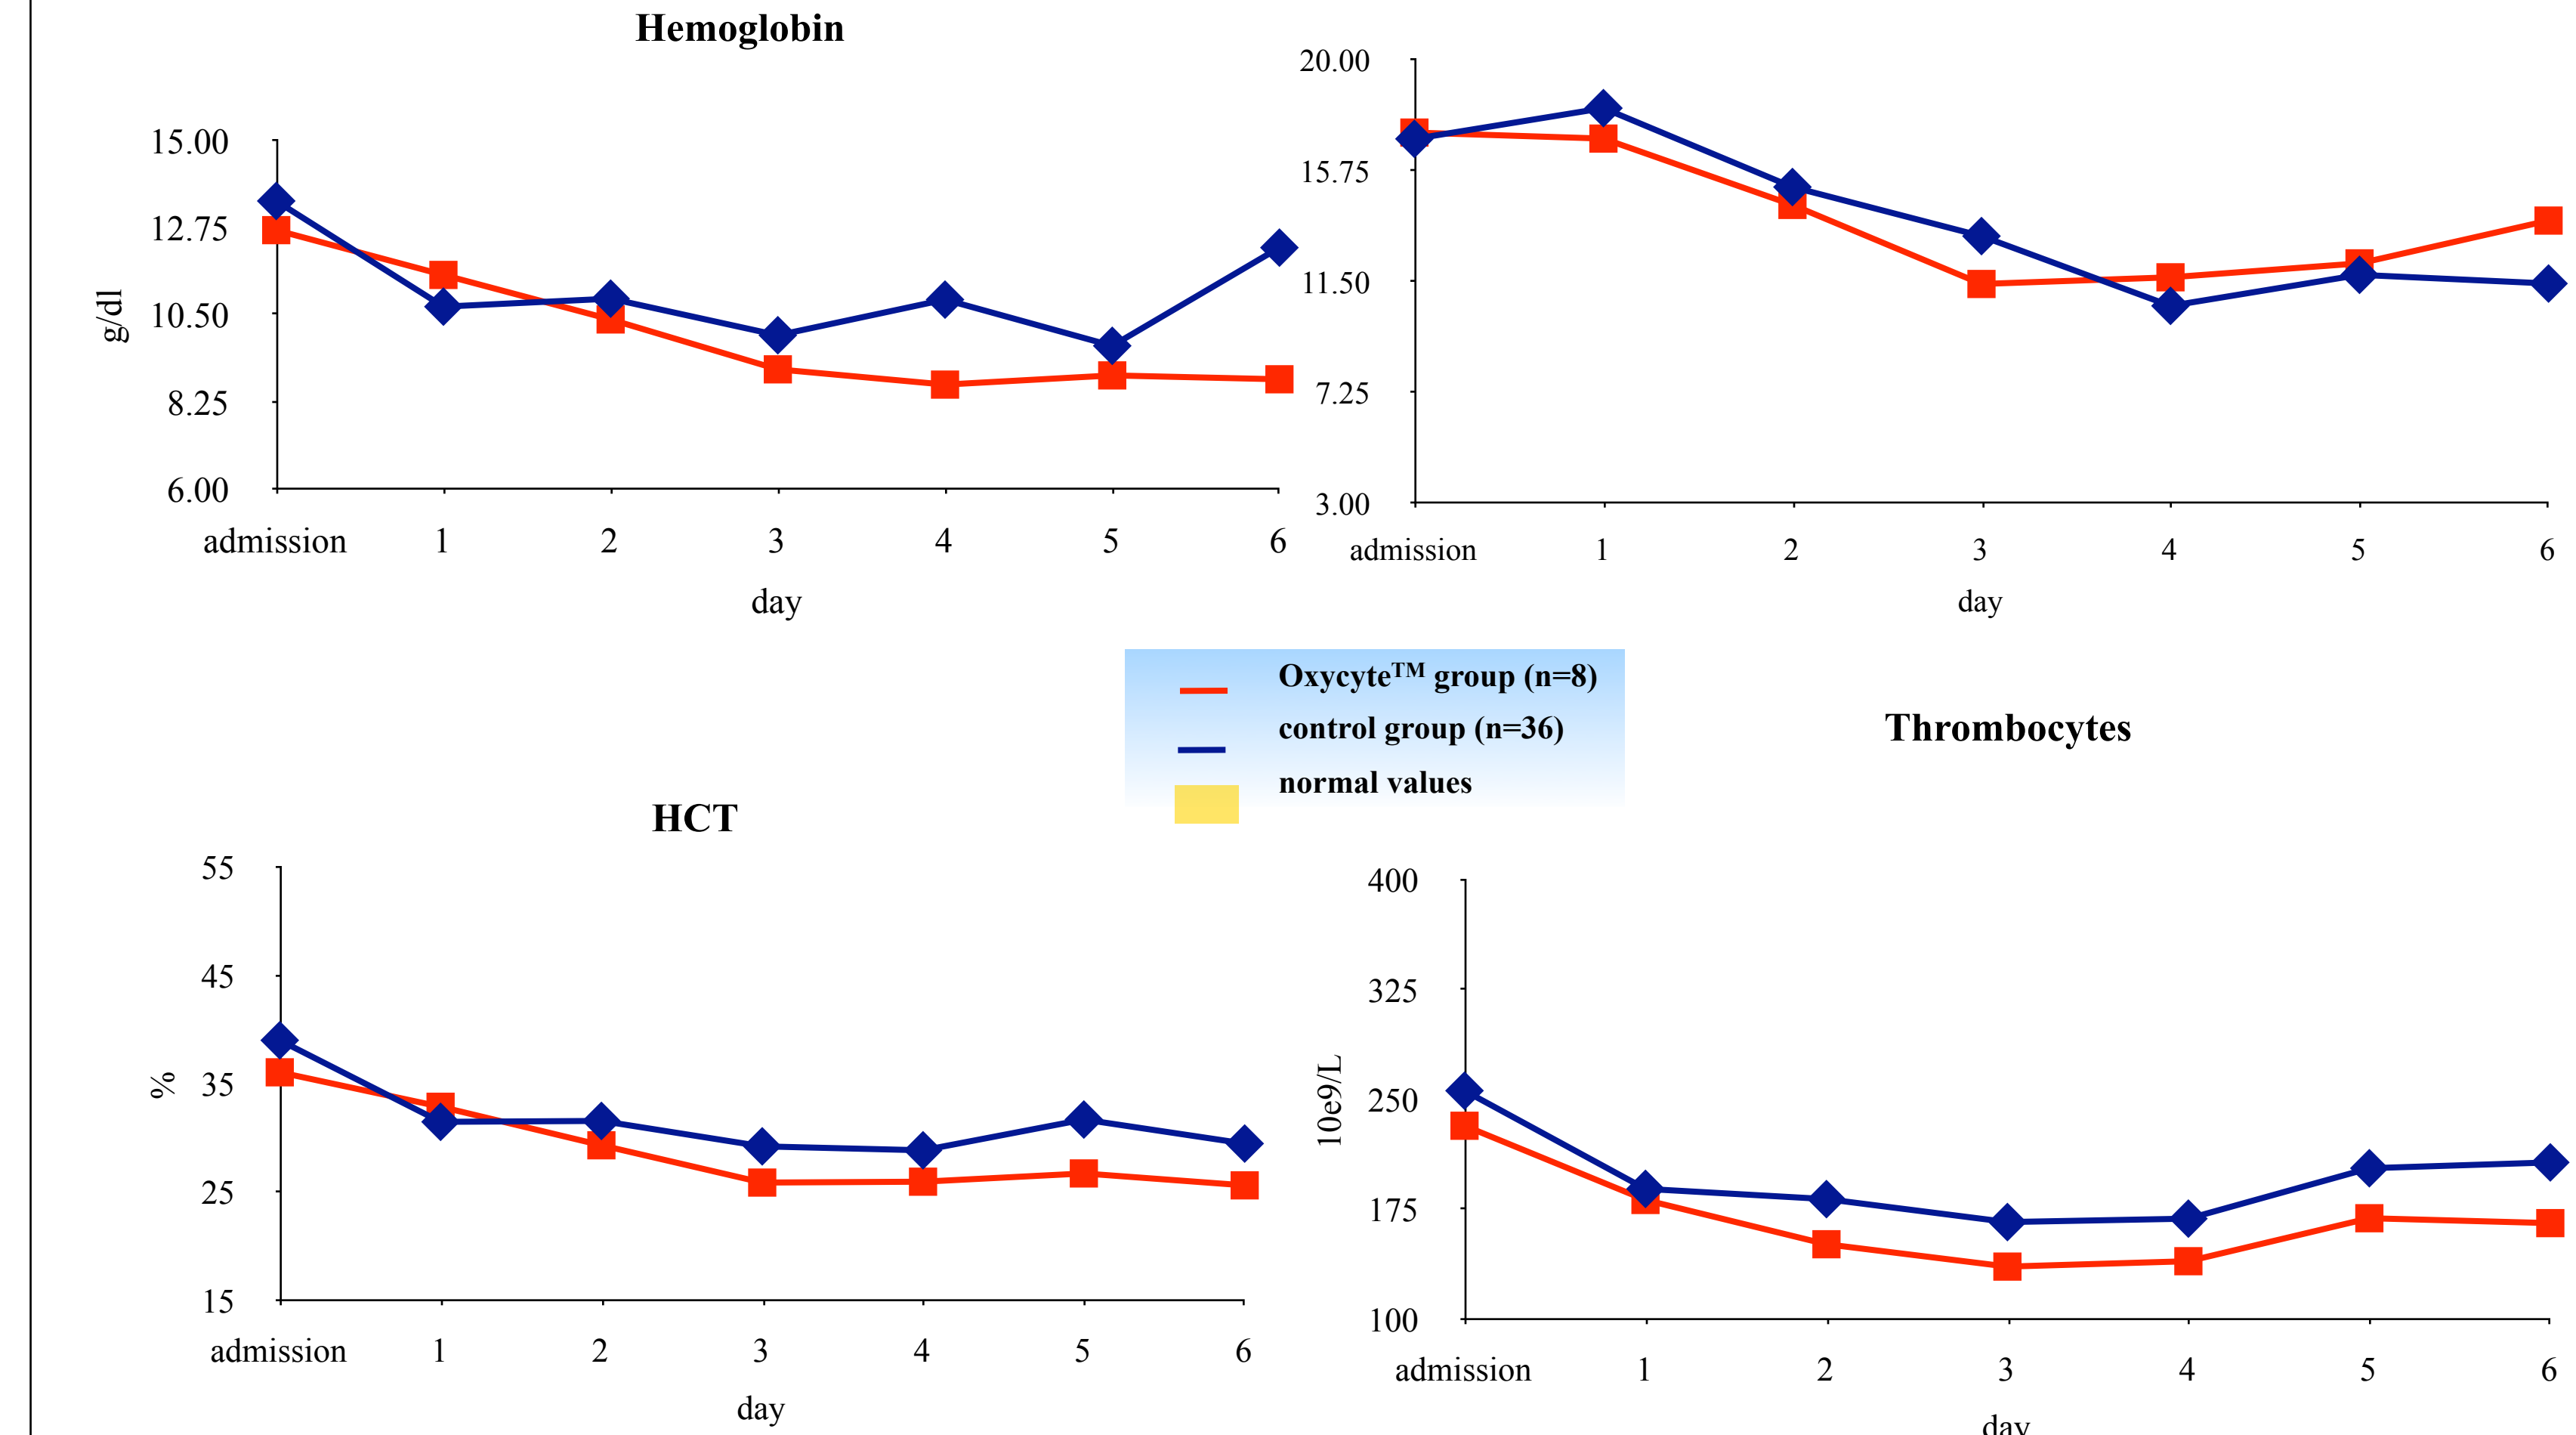 Hemoglobin
15.00
12.75
10.50
8.25
6.00
g/dl
admission 1 2 3 4 5 6
day
20.00
15.75
11.50
7.25
3.00
admission 1 2 3 4 5 6
day
Oxycyte™ group (n=8)
control group (n=36)
normal values
HCT
55
45
35
25
15
%
admission 1 2 3 4 5 6
day
Thrombocytes
400
325
250
175
100
10e9/L
admission 1 2 3 4 5 6
day